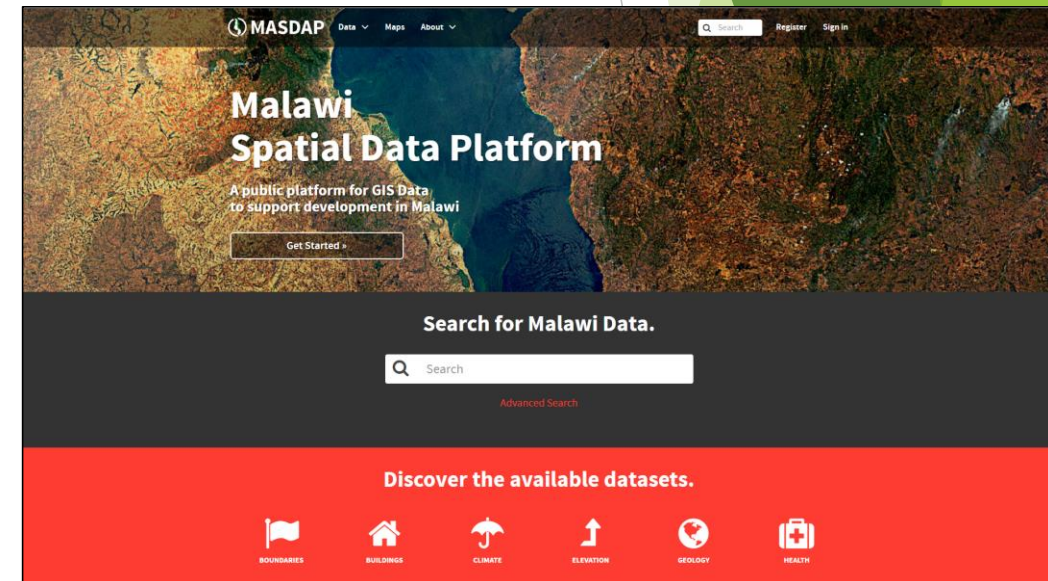 MASDAP Data Maps About Search Register Sign in
Malawi
Spatial Data Platform
A public platform for GIS Data
to support development in Malawi
Get Started »
Search for Malawi Data.
Search
Advanced Search
Discover the available datasets.
BOUNDARIES BUILDINGS CLIMATE ELEVATION GEOLOGY HEALTH